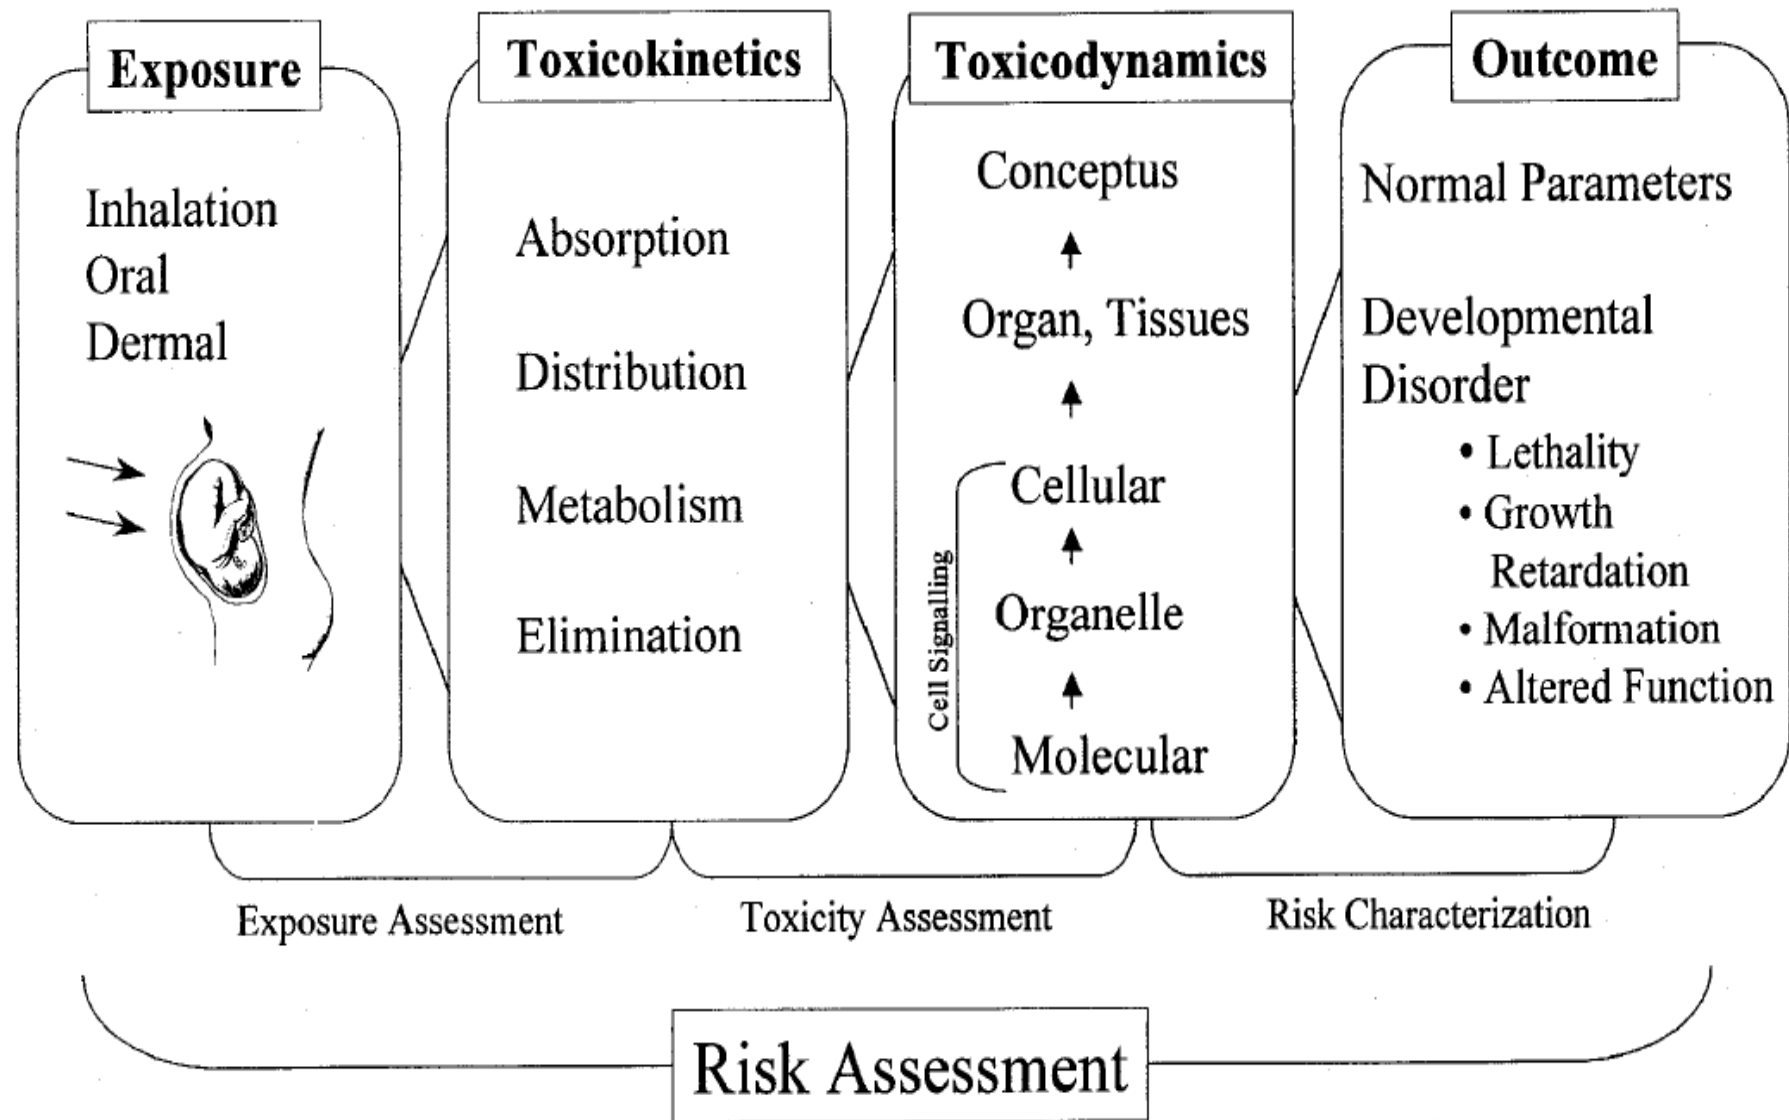 Exposure
Inhalation
Oral
Dermal
Toxicokinetics
Absorption
Distribution
Metabolism
Elimination
Toxicodynamics
Conceptus
Organ, Tissues
Cellular
Organelle
Molecular
Cell Signalling
Outcome
Normal Parameters
Developmental
Disorder
• Lethality
• Growth
Retardation
• Malformation
• Altered Function
Exposure Assessment
Toxicity Assessment
Risk Characterization
Risk Assessment